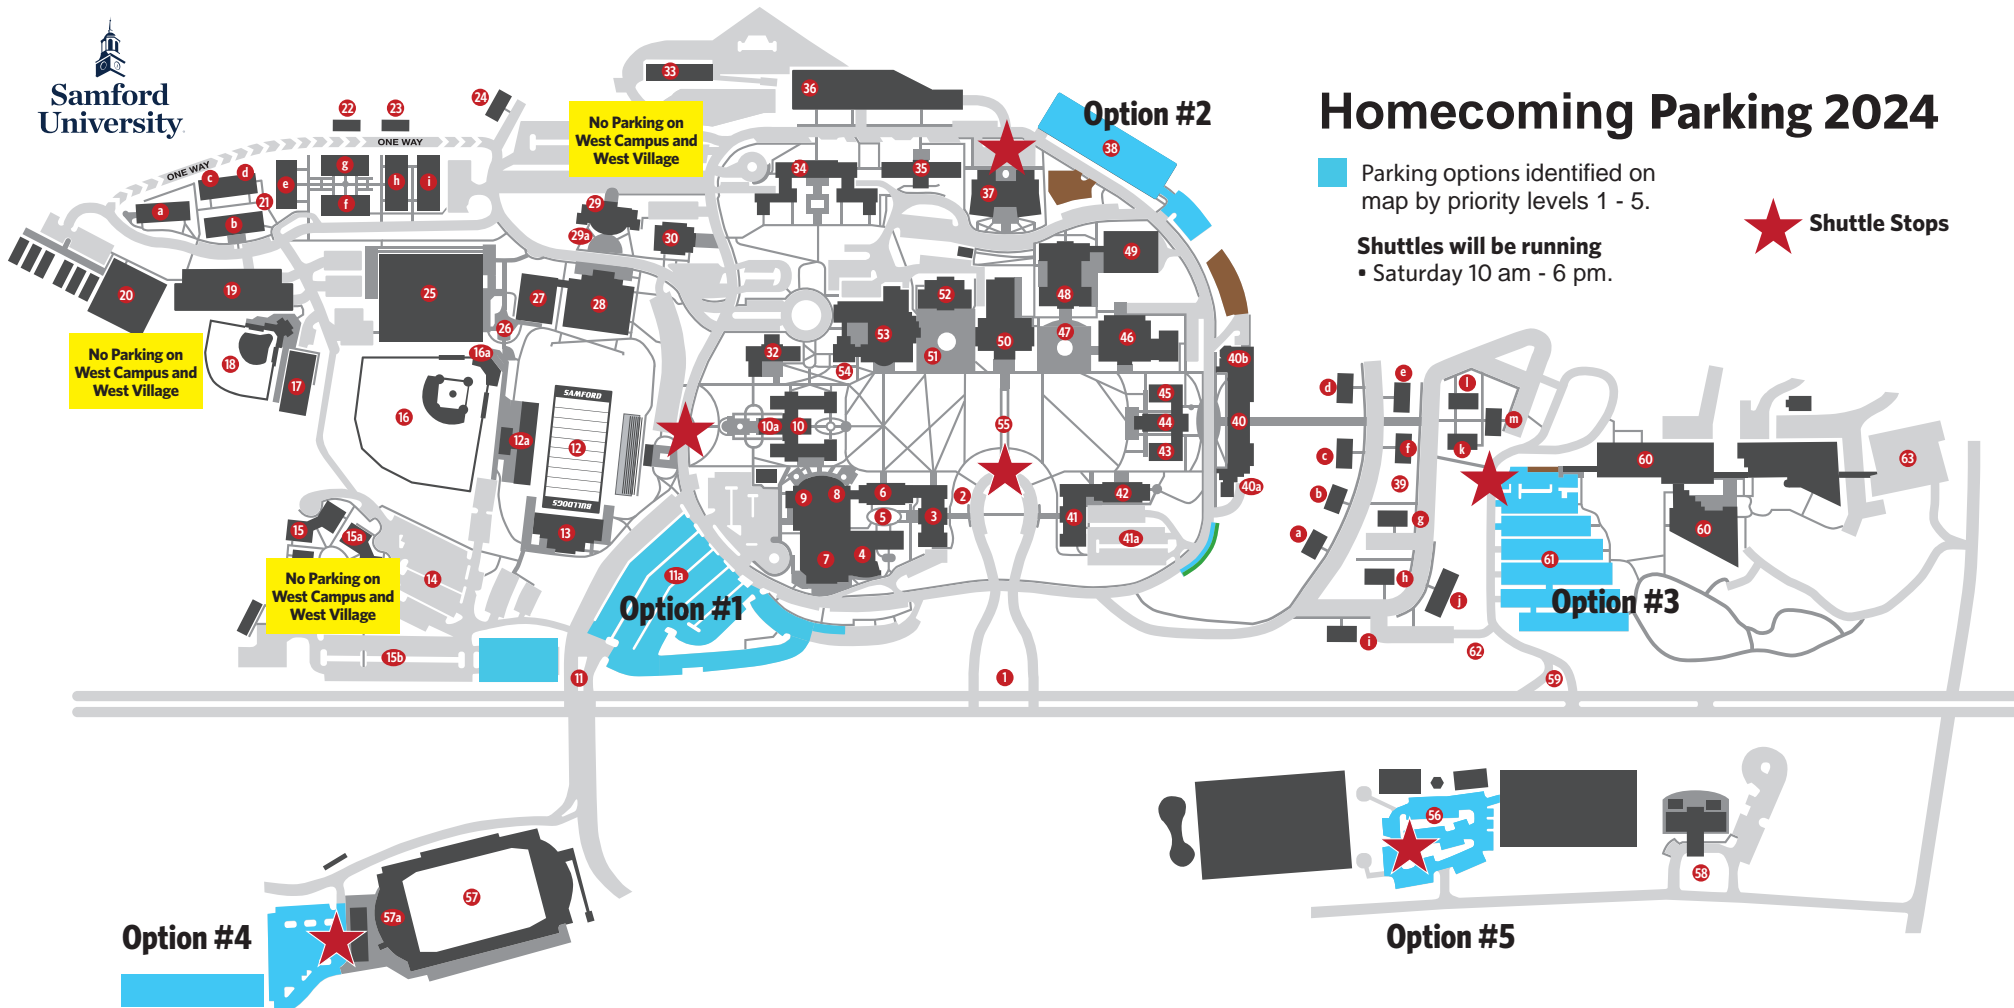 Samford
University
Homecoming Parking 2024
Parking options identified on
map by priority levels 1 - 5.
Shuttles will be running
• Saturday 10 am - 6 pm.
Shuttle Stops
No Parking on
West Campus and
West Village
No Parking on
West Campus and
West Village
No Parking on
West Campus and
West Village
Option #1
Option #2
Option #3
Option #4
Option #5
ONE WAY
ONE WAY
SAMFORD
BULLDOGS
22
23
24
33
36
38
c
d
g
e
h
i
a
b
f
21
34
35
37
29
29a
30
49
20
19
25
27
28
26
52
48
53
50
47
46
51
32
54
18
17
16a
16
12a
12
10a
10
55
45
44
43
40b
40
40a
d
e
l
m
c
f
k
b
39
g
a
h
j
i
60
60
63
61
62
59
9
8
6
5
3
2
42
41
41a
7
4
13
15
15a
14
11a
15b
11
1
56
57
57a
58